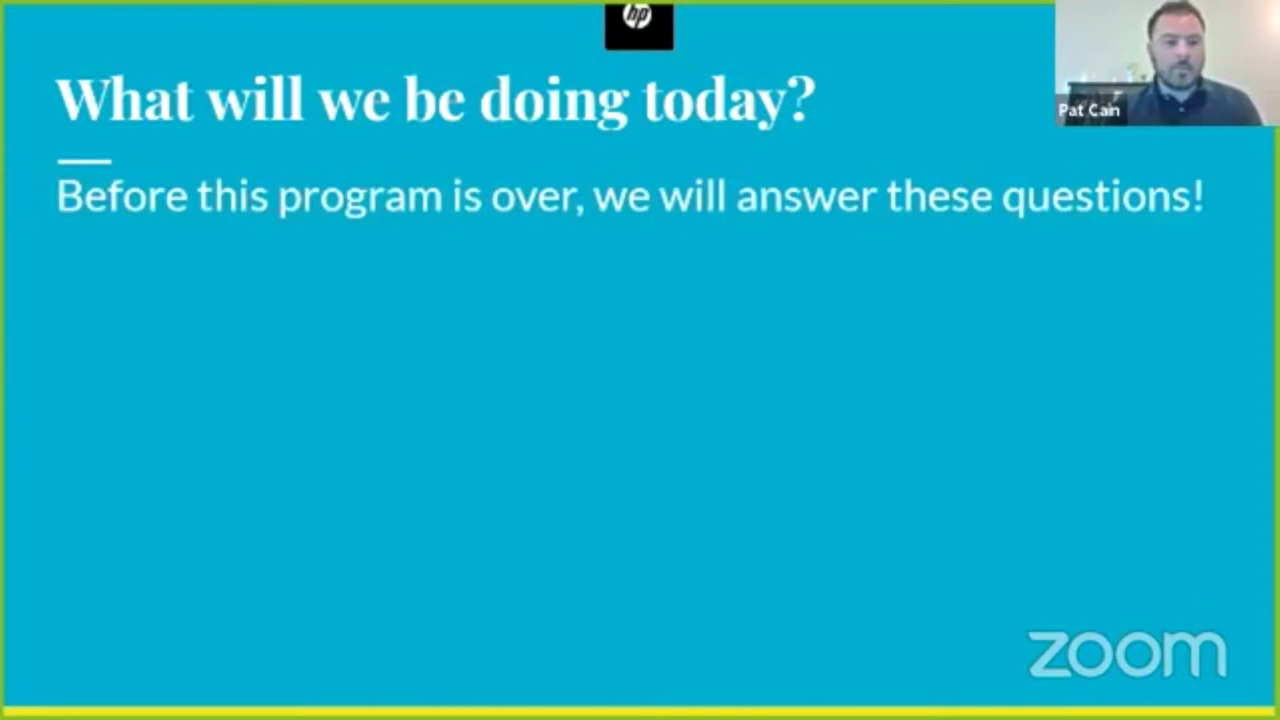 hp
What will we be doing today?
Pat Cain
Before this program is over, we will answer these questions!
zoom